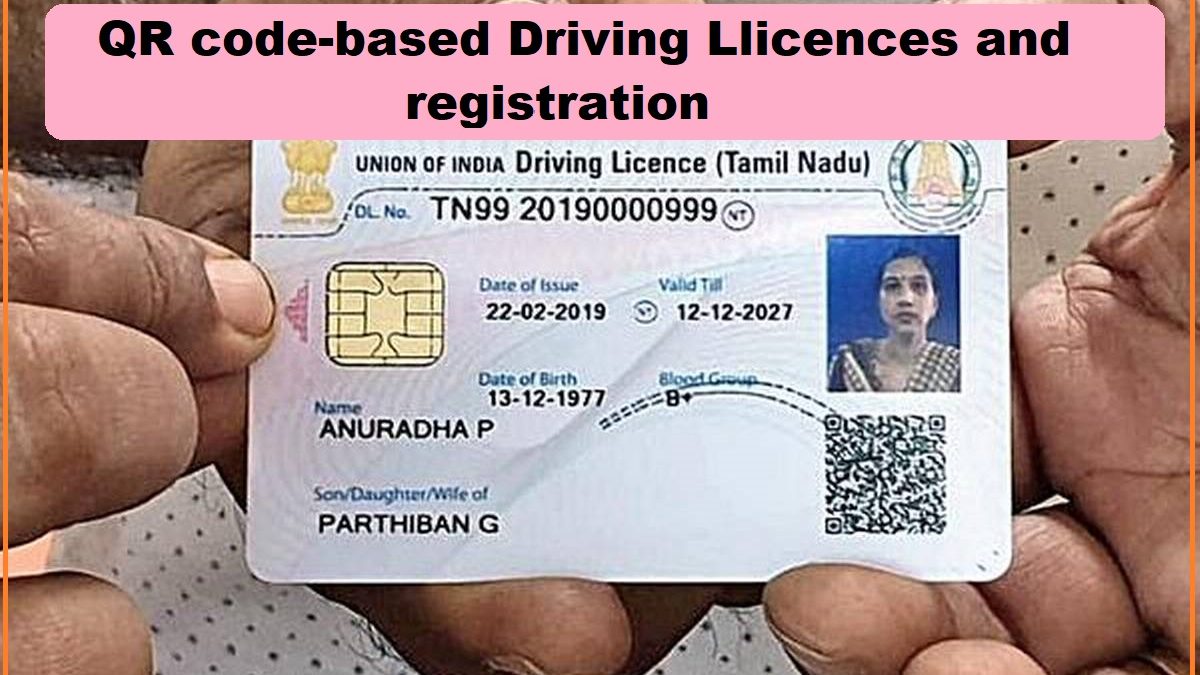 QR code-based Driving Llicences and
registration
UNION OF INDIA Driving Licence (Tamil Nadu)
DL. No. TN99 20190000999 NT
Date of Issue Valid Till
22-02-2019 NT 12-12-2027
Date of Birth Blood Group
13-12-1977 B+
Name
ANURADHA P
Son/Daughter/Wife of
PARTHIBAN G